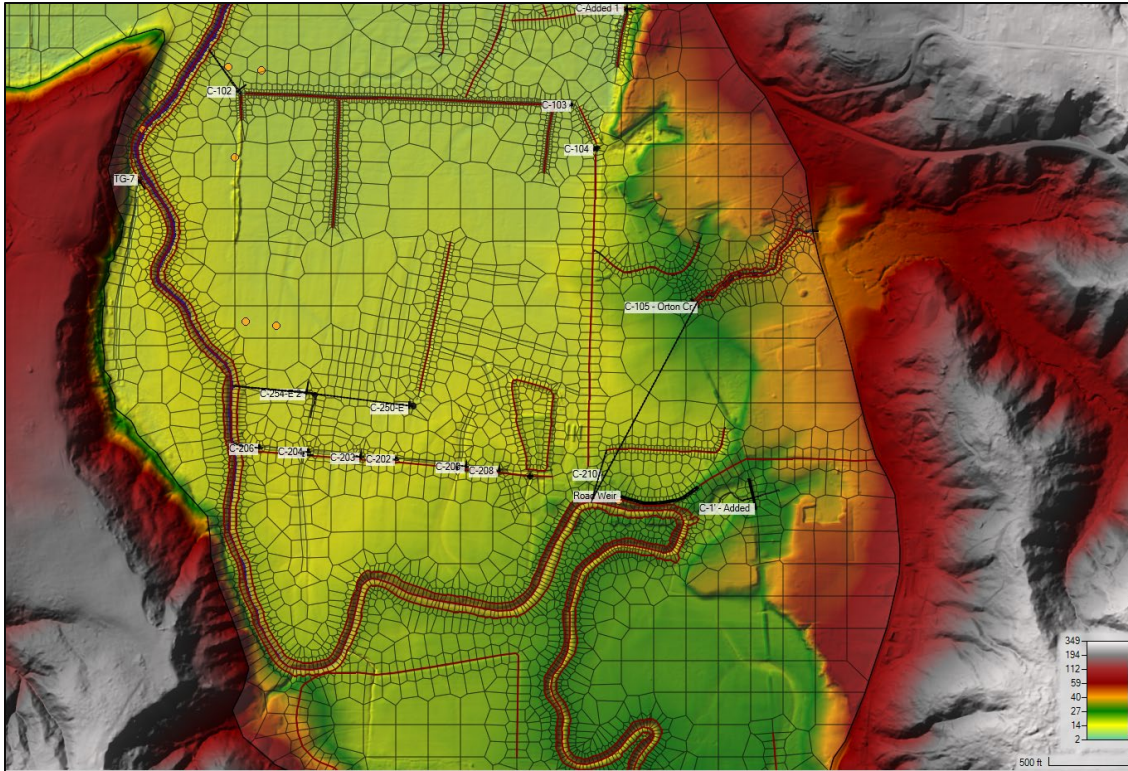 C-Added 1
C-102
C-103
C-104
TG-7
C-105 - Orton Cr
C-254-E 2
C-250-E
C-206
C-204
C-203
C-202
C-208
C-210
Road Weir
C-1' - Added
349
194
112
59
40
27
14
2
500 ft